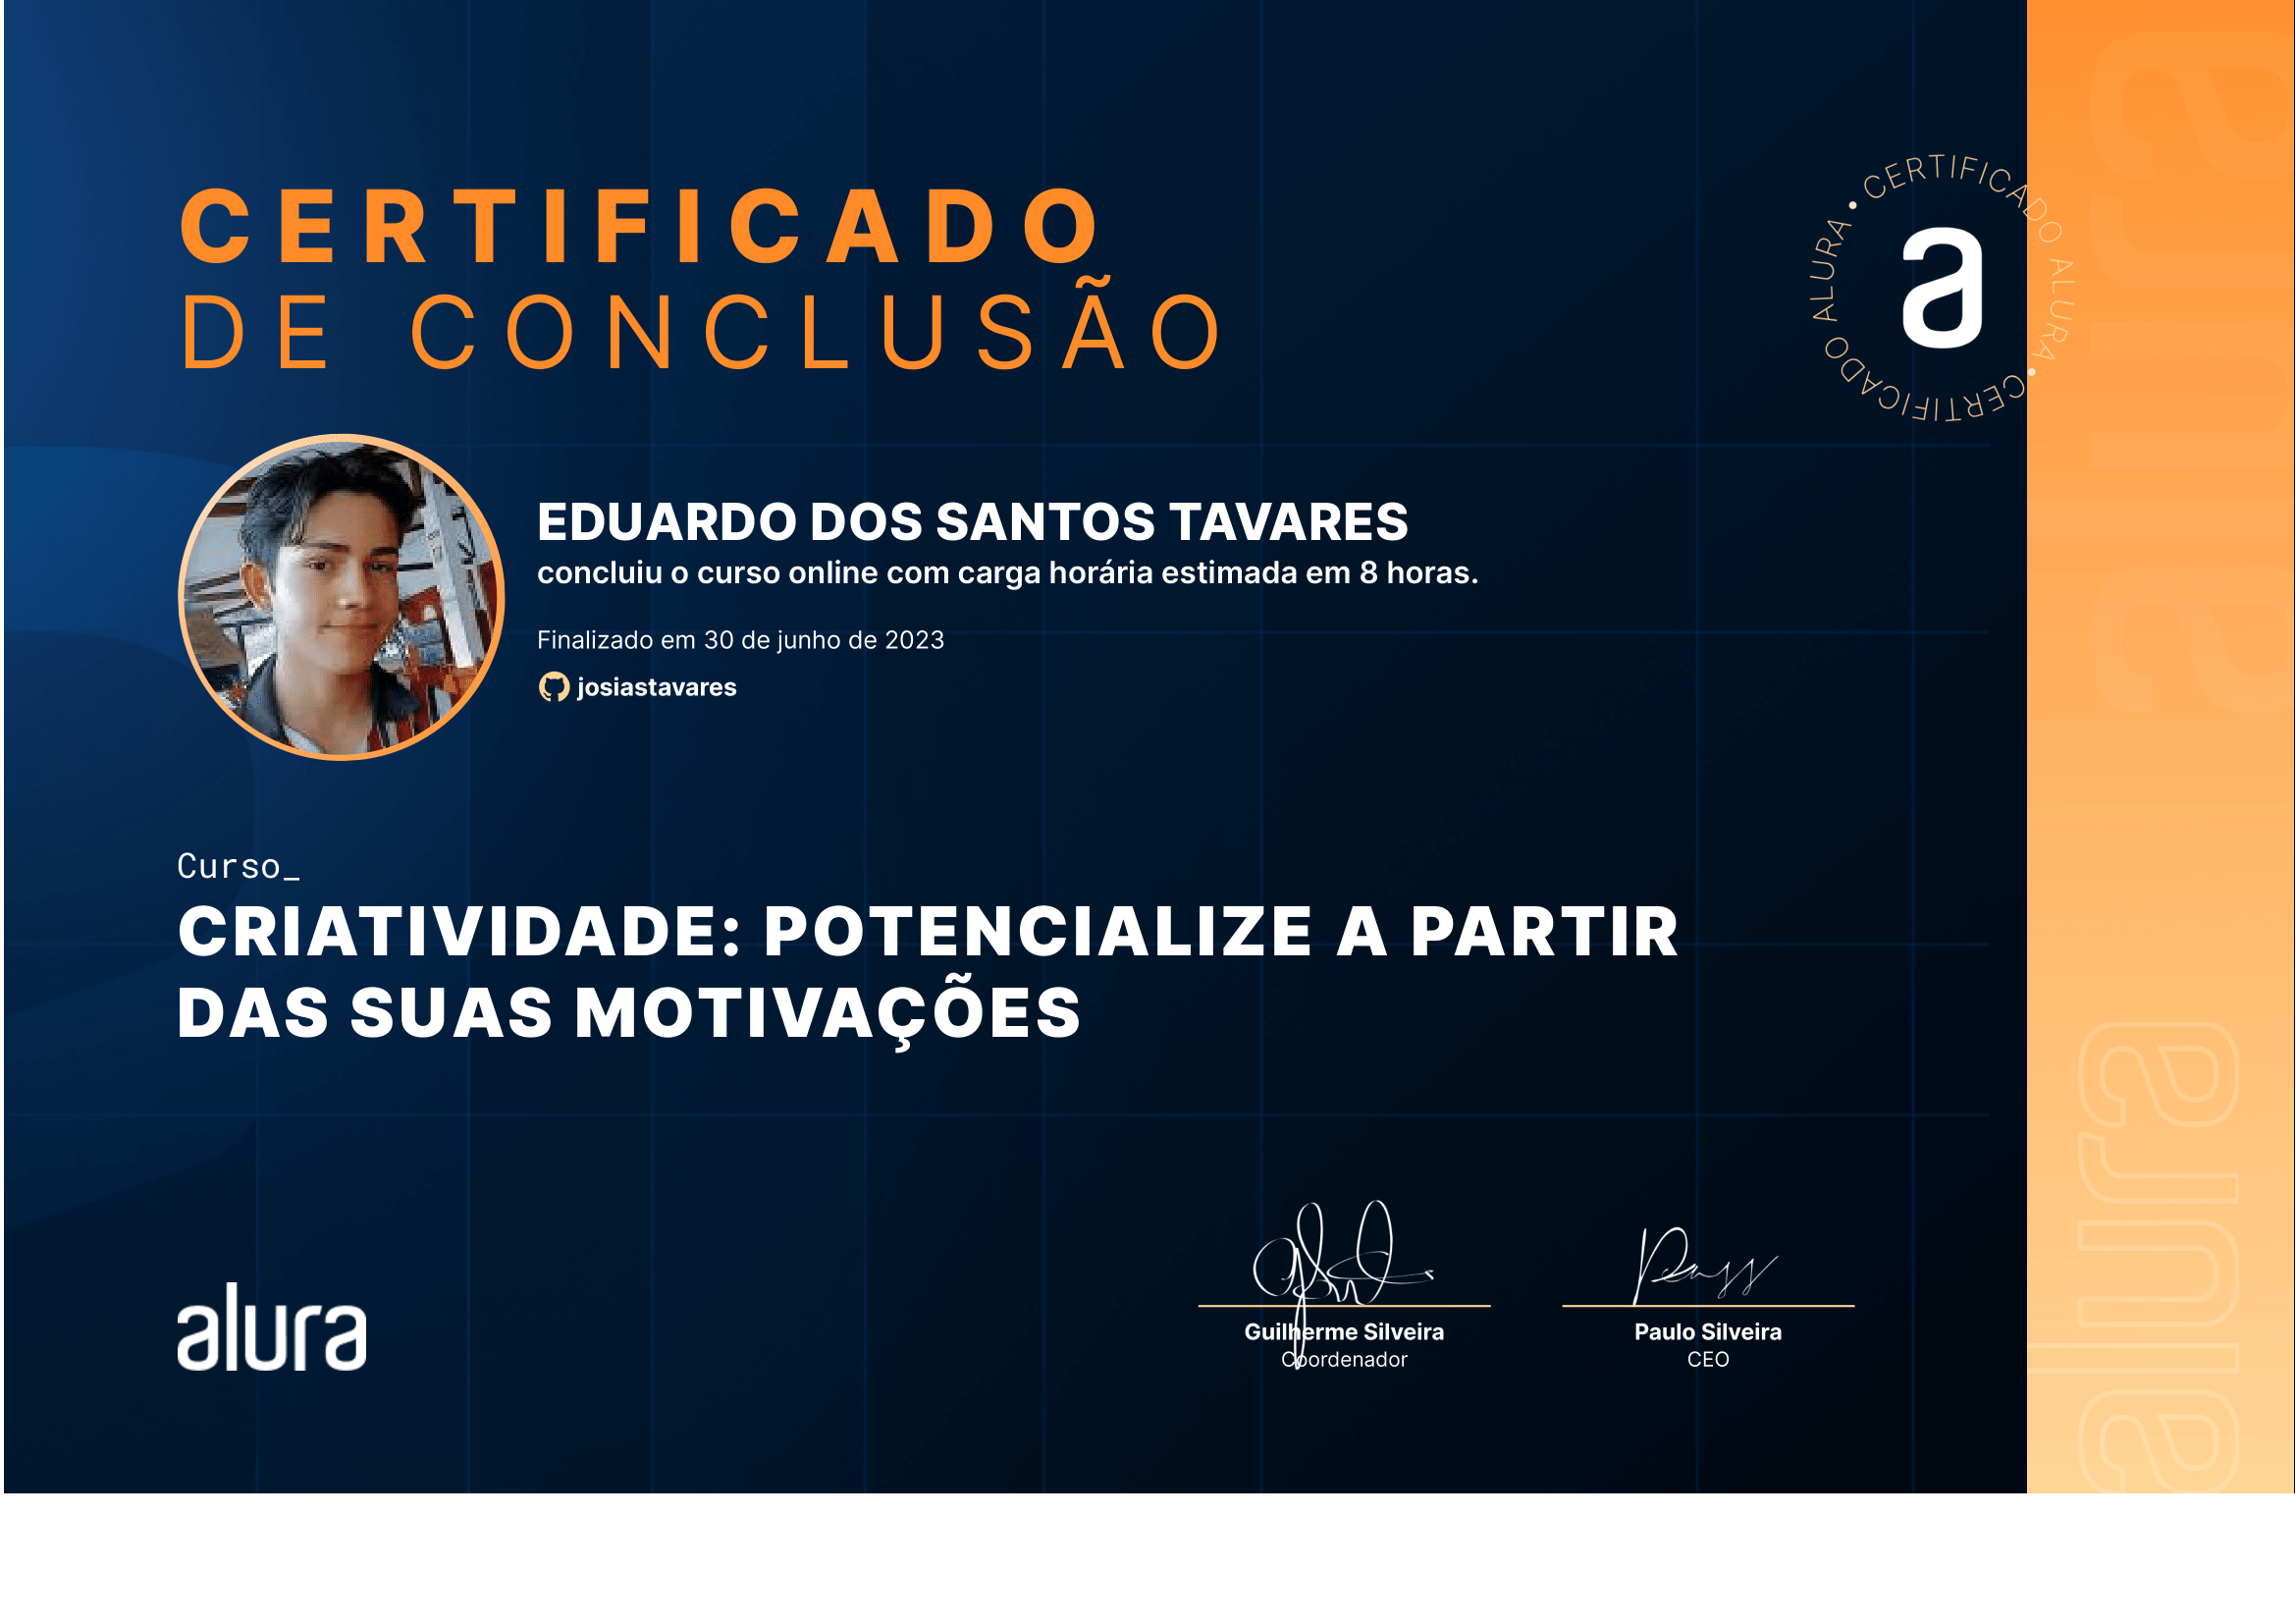 CERTIFICADO
DE CONCLUSÃO
CERTIFICADO ALURA • CERTIFICADO ALURA •
a
EDUARDO DOS SANTOS TAVARES
concluiu o curso online com carga horária estimada em 8 horas.
Finalizado em 30 de junho de 2023
josiastavares
Curso_
CRIATIVIDADE: POTENCIALIZE A PARTIR
DAS SUAS MOTIVAÇÕES
alura
Guilherme Silveira
Coordenador
Paulo Silveira
CEO
alura
alura